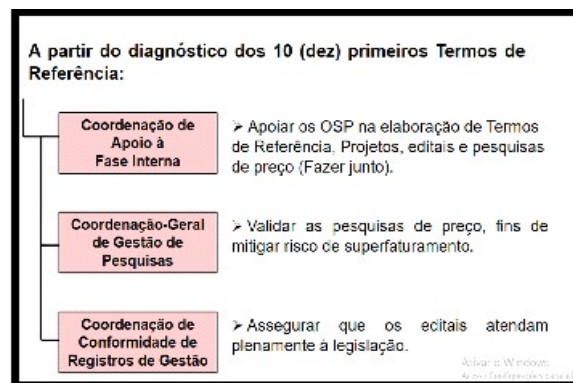 A partir do diagnóstico dos 10 (dez) primeiros Termos de
Referência:
Coordenação de
Apoio à
Fase Interna
➢ Apoiar os OSP na elaboração de Termos
de Referência, Projetos, editais e pesquisas
de preço (Fazer junto).
Coordenação-Geral
de Gestão de
Pesquisas
➢ Validar as pesquisas de preço, fins de
mitigar risco de superfaturamento.
Coordenação de
Conformidade de
Registros de Gestão
➢ Assegurar que os editais atendam
plenamente à legislação.
Ativar o Windows